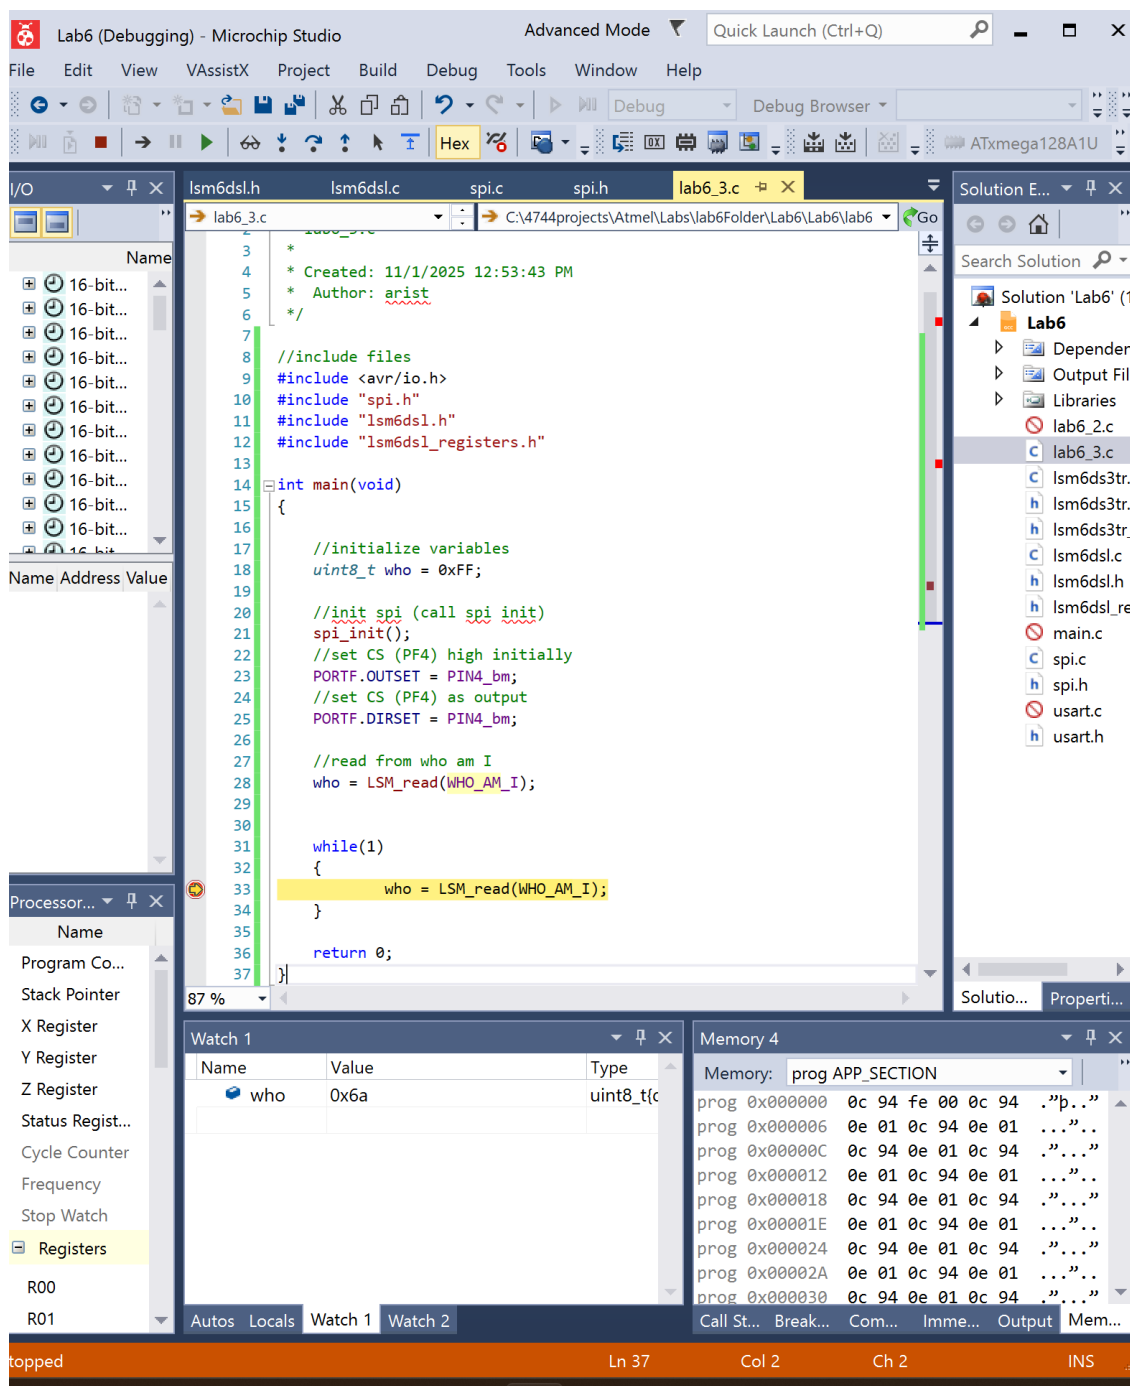 Lab6 (Debugging) - Microchip Studio
Advanced Mode
Quick Launch (Ctrl+Q)
File Edit View VAssistX Project Build Debug Tools Window Help
Debug
Debug Browser
Hex
ATxmega128A1U
I/O
Name
16-bit...
16-bit...
16-bit...
16-bit...
16-bit...
16-bit...
16-bit...
16-bit...
16-bit...
16-bit...
16-bit...
16-bit
Name Address Value
Processor...
Name
Program Co...
Stack Pointer
X Register
Y Register
Z Register
Status Regist...
Cycle Counter
Frequency
Stop Watch
Registers
R00
R01
lsm6dsl.h lsm6dsl.c spi.c spi.h lab6_3.c
lab6_3.c
C:\4744projects\Atmel\Labs\lab6Folder\Lab6\Lab6\lab6
Go
2 * lab6_3.c
3 *
4 * Created: 11/1/2025 12:53:43 PM
5 * Author: arist
6 */
7
8 //include files
9 #include <avr/io.h>
10 #include "spi.h"
11 #include "lsm6dsl.h"
12 #include "lsm6dsl_registers.h"
13
14 int main(void)
15 {
16
17 //initialize variables
18 uint8_t who = 0xFF;
19
20 //init spi (call spi init)
21 spi_init();
22 //set CS (PF4) high initially
23 PORTF.OUTSET = PIN4_bm;
24 //set CS (PF4) as output
25 PORTF.DIRSET = PIN4_bm;
26
27 //read from who am I
28 who = LSM_read(WHO_AM_I);
29
30
31 while(1)
32 {
33 who = LSM_read(WHO_AM_I);
34 }
35
36 return 0;
37 }
87 %
Solution E...
Search Solution
Solution 'Lab6' (1
Lab6
Dependen
Output Fil
Libraries
lab6_2.c
lab6_3.c
lsm6ds3tr.
lsm6ds3tr.
lsm6ds3tr_
lsm6dsl.c
lsm6dsl.h
lsm6dsl_re
main.c
spi.c
spi.h
usart.c
usart.h
Solutio... Properti...
Watch 1
Name Value Type
who 0x6a uint8_t{c
Autos Locals Watch 1 Watch 2
Memory 4
Memory: prog APP_SECTION
prog 0x000000 0c 94 fe 00 0c 94 .”þ..”
prog 0x000006 0e 01 0c 94 0e 01 ...”..
prog 0x00000C 0c 94 0e 01 0c 94 .”...”
prog 0x000012 0e 01 0c 94 0e 01 ...”..
prog 0x000018 0c 94 0e 01 0c 94 .”...”
prog 0x00001E 0e 01 0c 94 0e 01 ...”..
prog 0x000024 0c 94 0e 01 0c 94 .”...”
prog 0x00002A 0e 01 0c 94 0e 01 ...”..
prog 0x000030 0c 94 0e 01 0c 94 .”...”
Call St... Break... Com... Imme... Output Mem...
topped
Ln 37 Col 2 Ch 2 INS